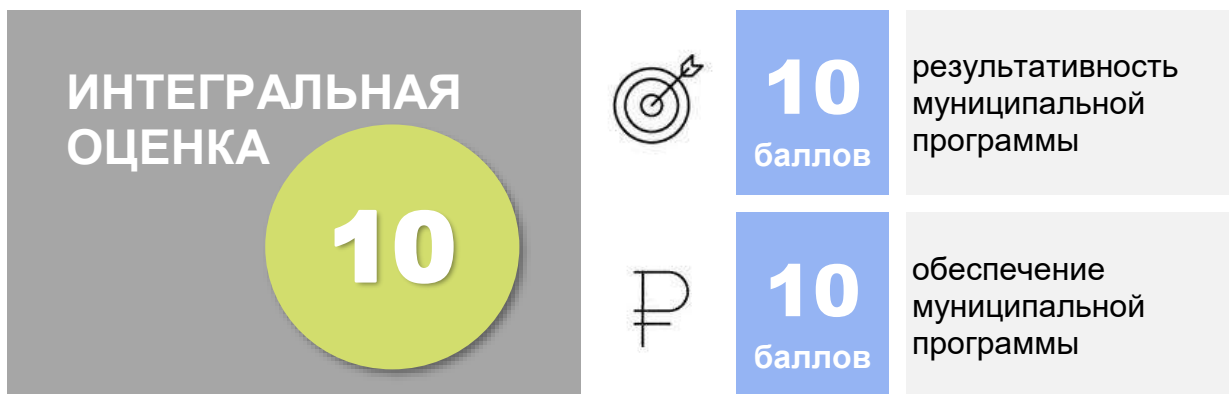 ИНТЕГРАЛЬНАЯ
ОЦЕНКА
10
10
баллов
результативность
муниципальной
программы
10
баллов
обеспечение
муниципальной
программы